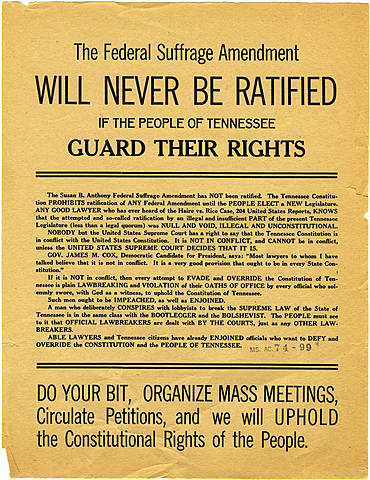 The Federal Suffrage Amendment
WILL NEVER BE RATIFIED
IF THE PEOPLE OF TENNESSEE
GUARD THEIR RIGHTS
The Susan B. Anthony Federal Suffrage Amendment has NOT been ratified. The Tennessee Constitu-
tion PROHIBITS ratification of ANY Federal Amendment until the PEOPLE ELECT a NEW Legislature.
ANY GOOD LAWYER who has ever heard of the Haire vs. Rice Case, 204 United States Reports, KNOWS
that the attempted and so-called ratification by an illegal and insufficient PART of the present Tennessee
Legislature (less than a legal quorum) was NULL AND VOID, ILLEGAL AND UNCONSTITUTIONAL.
NOBODY but the United States Supreme Court has a right to say that the Tennessee Constitution is
in conflict with the United States Constitution. It is NOT IN CONFLICT, and CANNOT be in conflict,
unless the UNITED STATES SUPREME COURT DECIDES THAT IT IS.
GOV. JAMES M. COX, Democratic Candidate for President, says: "Most lawyers to whom I have
talked believe that it is not in conflict. It is a very good provision that ought to be in every State Con-
stitution."
If it is NOT in conflict, then every attempt to EVADE and OVERRIDE the Constitution of Ten-
nessee is plain LAWBREAKING and VIOLATION of their OATHS OF OFFICE by every official who sol-
emnly swore, with God as a witness, to uphold the Constitution of Tennessee.
Such men ought to be IMPEACHED, as well as ENJOINED.
A man who deliberately CONSPIRES with lobbyists to break the SUPREME LAW of the State of
Tennessee is in the same class with the BOOTLEGGER and the BOLSHEVIST. The PEOPLE must see
to it that OFFICIAL LAWBREAKERS are dealt with BY THE COURTS, just as any OTHER LAW-
BREAKERS.
ABLE LAWYERS and Tennessee citizens have already ENJOINED officials who want to DEFY and
OVERRIDE the CONSTITUTION and the PEOPLE OF TENNESSEE.
MS. AC. 74-99
DO YOUR BIT, ORGANIZE MASS MEETINGS,
Circulate Petitions, and we will UPHOLD
the Constitutional Rights of the People.